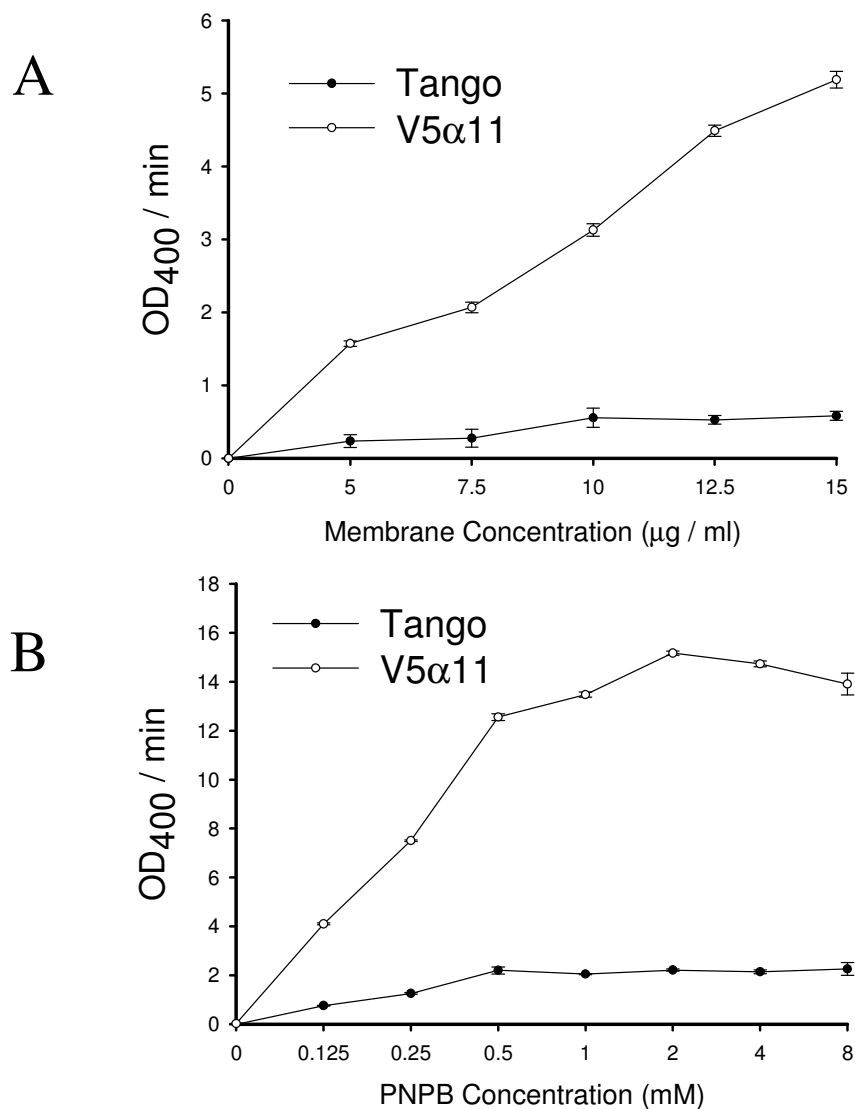 A
Tango
V5α11
OD400 / min
6
5
4
3
2
1
0
0 5 7.5 10 12.5 15
Membrane Concentration (μg / ml)
B
Tango
V5α11
OD400 / min
18
16
14
12
10
8
6
4
2
0
0 0.125 0.25 0.5 1 2 4 8
PNPB Concentration (mM)